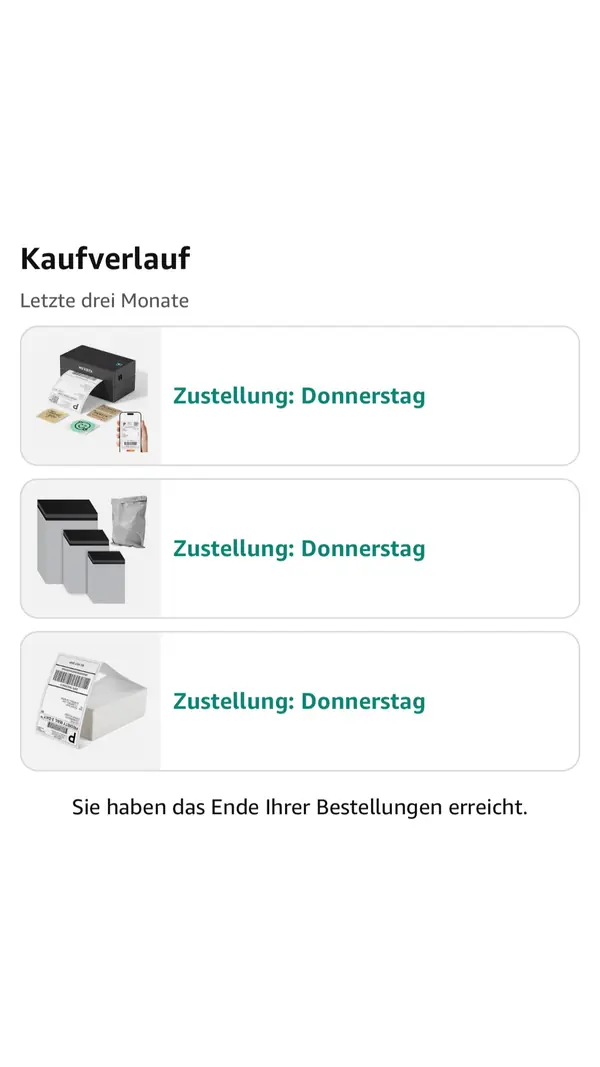 Kaufverlauf
Letzte drei Monate
Zustellung: Donnerstag
Zustellung: Donnerstag
Zustellung: Donnerstag
Sie haben das Ende Ihrer Bestellungen erreicht.